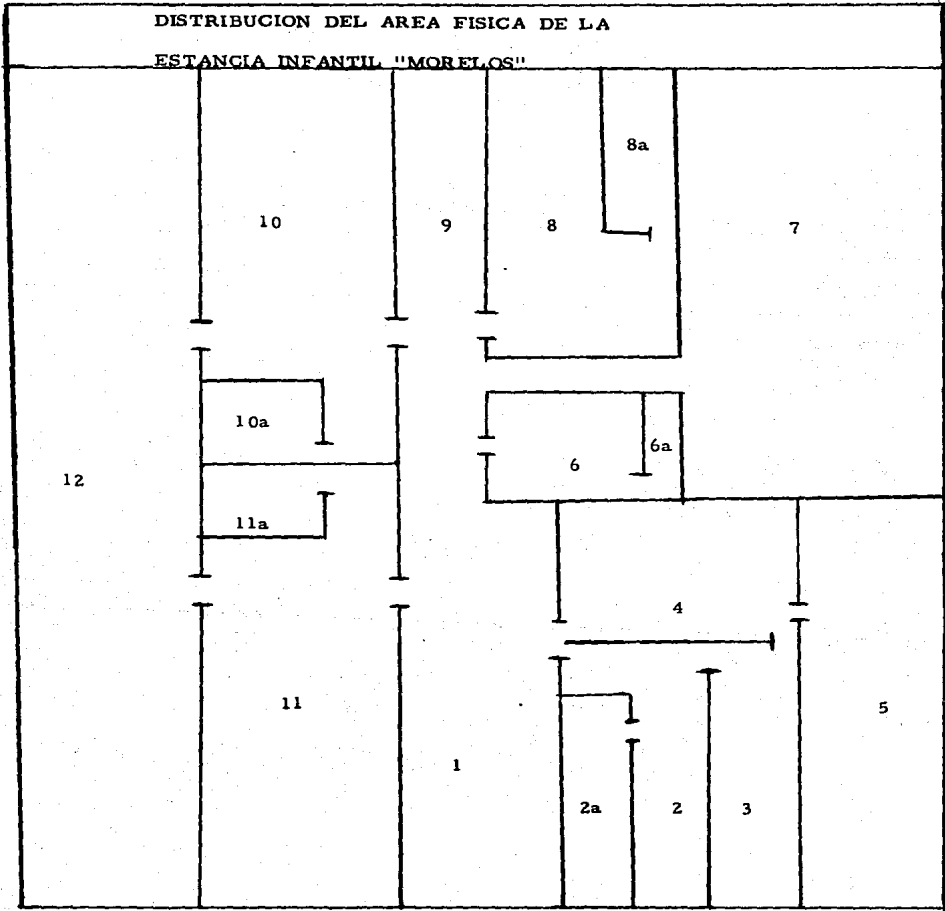 DISTRIBUCION DEL AREA FISICA DE LA
ESTANCIA INFANTIL "MORELOS"
8a
10
9
8
7
10a
6a
6
12
11a
4
11
5
1
2a
2
3